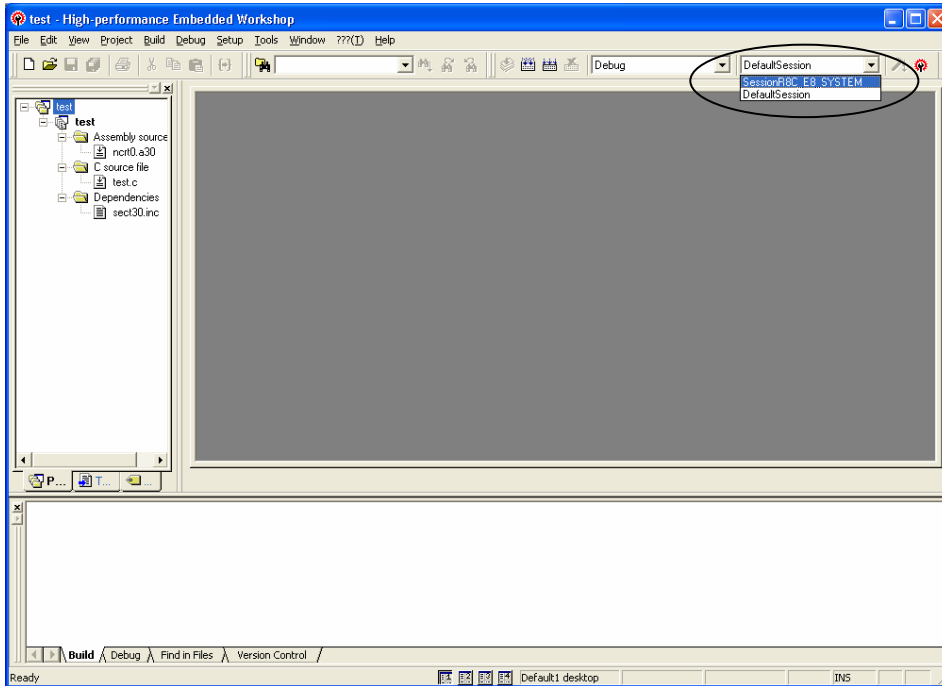 test - High-performance Embedded Workshop
File Edit View Project Build Debug Setup Tools Window ???(T) Help
Debug DefaultSession
SessionR8C_E8_SYSTEM
DefaultSession
test
test
Assembly source
ncrt0.a30
C source file
test.c
Dependencies
sect30.inc
P... T... ...
Build Debug Find in Files Version Control
Ready Default1 desktop INS